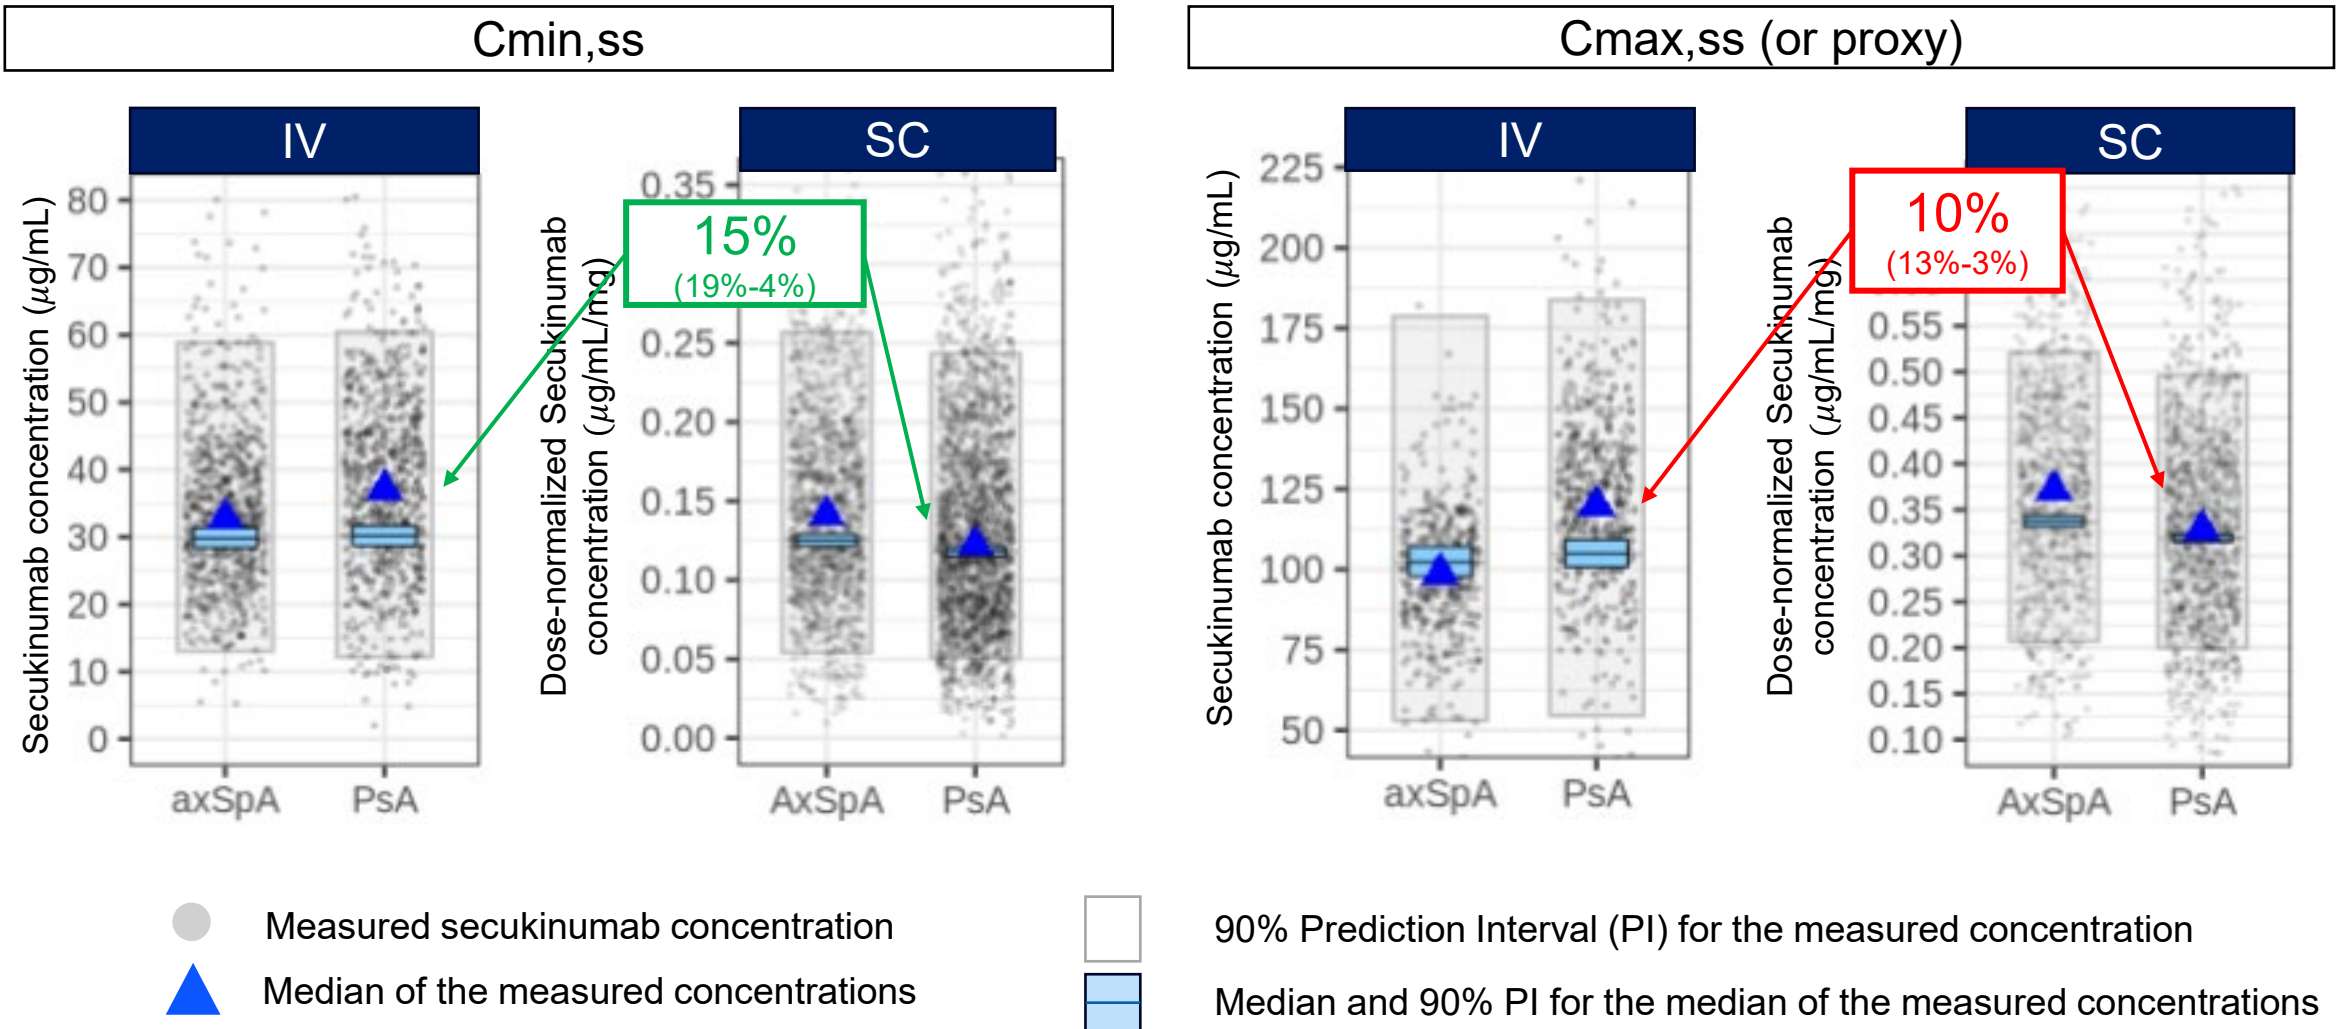 Cmin,ss
Cmax,ss (or proxy)
IV
SC
IV
SC
Secukinumab concentration (µg/mL)
80
70
60
50
40
30
20
10
0
axSpA
PsA
15%
(19%-4%)
Dose-normalized Secukinumab
concentration (µg/mL/mg)
0.35
0.25
0.20
0.15
0.10
0.05
0.00
AxSpA
PsA
Secukinumab concentration (µg/mL)
225
200
175
150
125
100
75
50
axSpA
PsA
10%
(13%-3%)
Dose-normalized Secukinumab
concentration (µg/mL/mg)
0.55
0.50
0.45
0.40
0.35
0.30
0.25
0.20
0.15
0.10
AxSpA
PsA
Measured secukinumab concentration
90% Prediction Interval (PI) for the measured concentration
Median of the measured concentrations
Median and 90% PI for the median of the measured concentrations